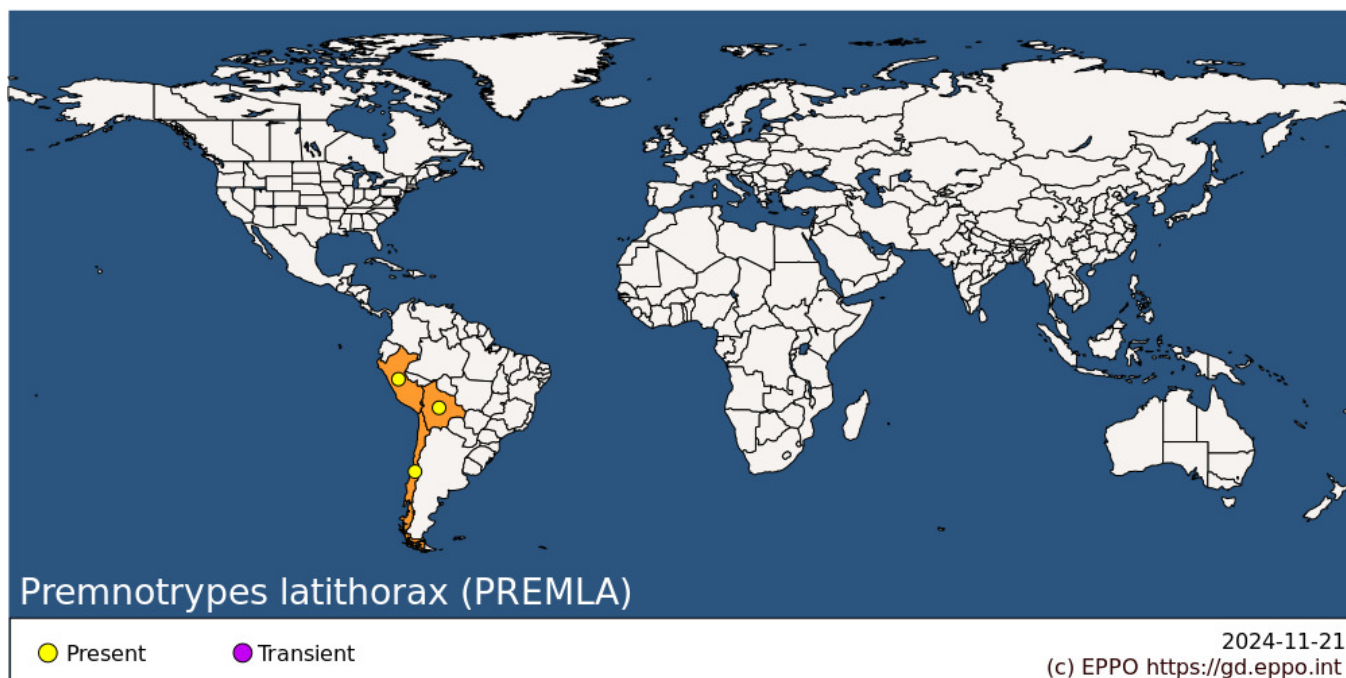 Premnotrypes latithorax (PREMLA)
Present
Transient
2024-11-21
(c) EPPO https://gd.eppo.int